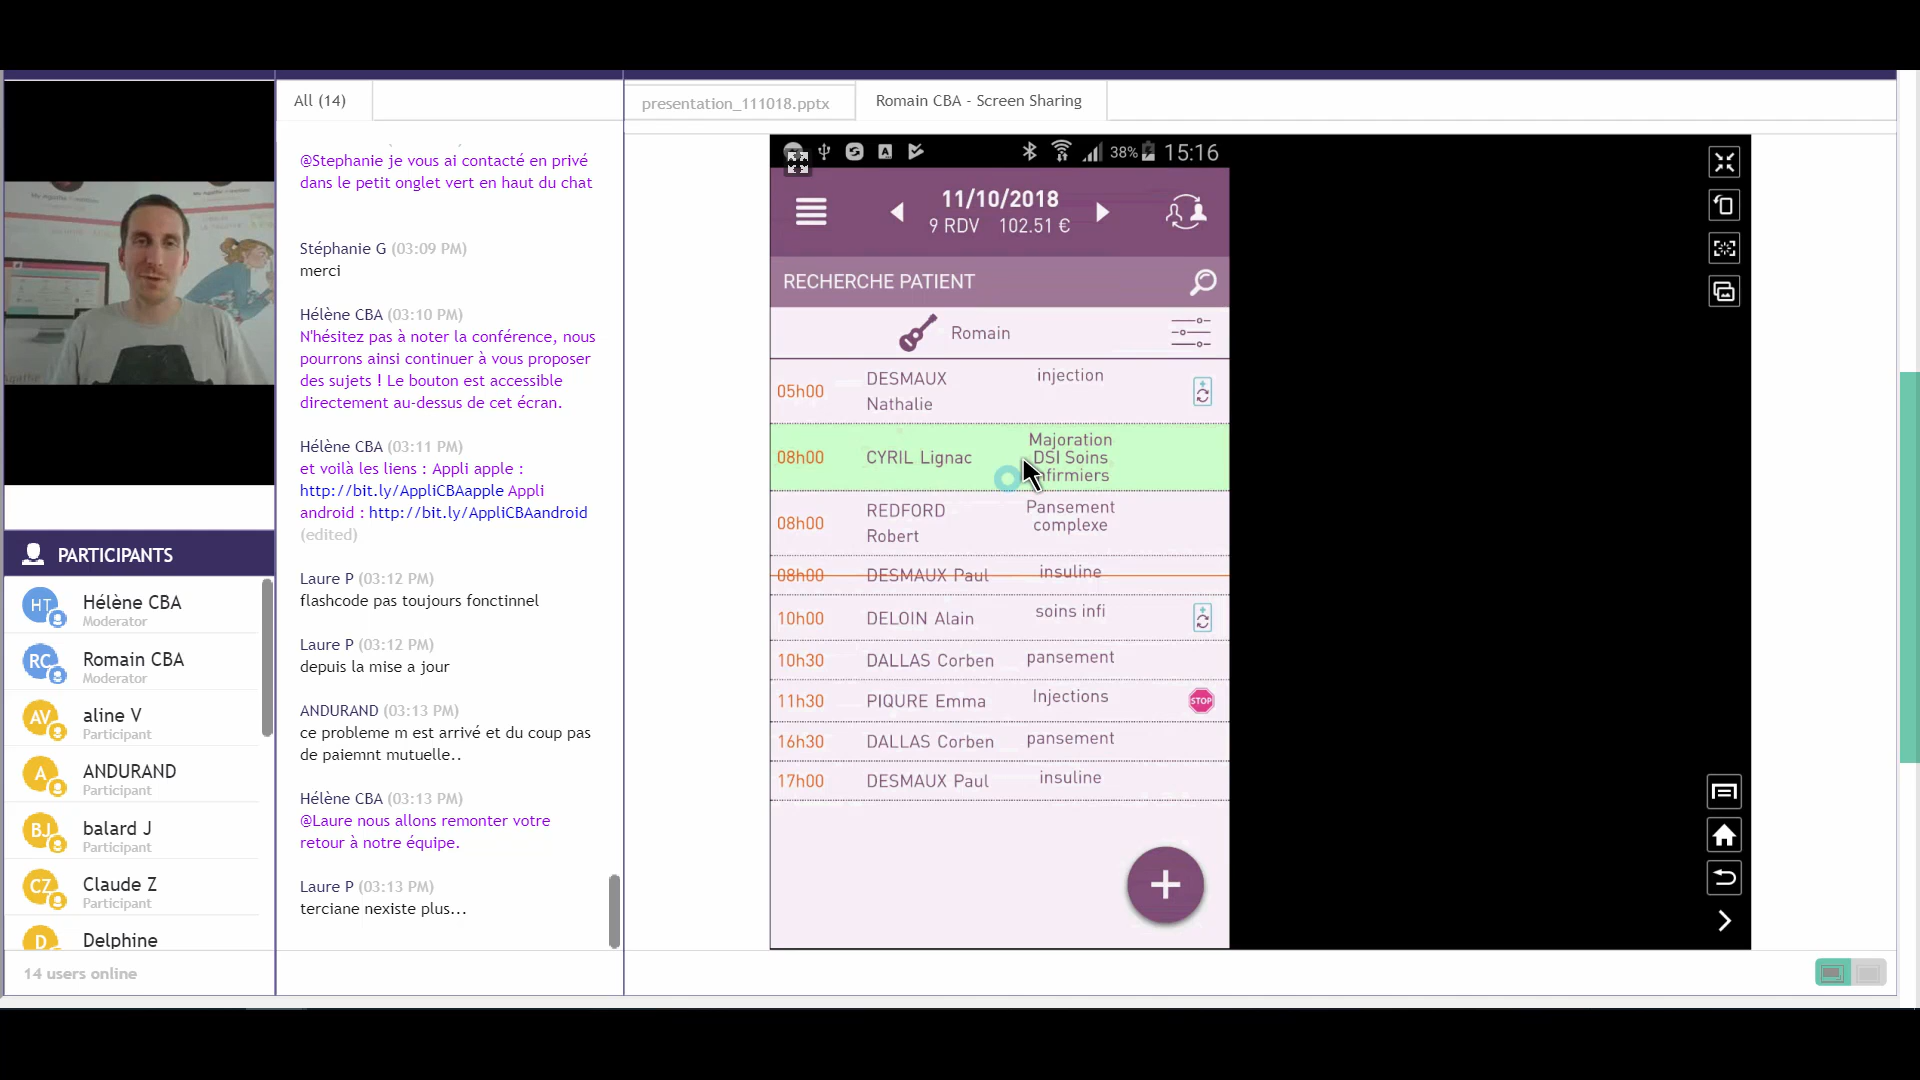 All (14)
presentation_111018.pptx
Romain CBA - Screen Sharing
@Stephanie je vous ai contacté en privé
dans le petit onglet vert en haut du chat
Stéphanie G (03:09 PM)
merci
Hélène CBA (03:10 PM)
N'hésitez pas à noter la conférence, nous
pourrons ainsi continuer à vous proposer
des sujets ! Le bouton est accessible
directement au-dessus de cet écran.
Hélène CBA (03:11 PM)
et voilà les liens : Appli apple :
http://bit.ly/AppliCBAapple Appli
android : http://bit.ly/AppliCBAandroid
(edited)
Laure P (03:12 PM)
flashcode pas toujours fonctinnel
Laure P (03:12 PM)
depuis la mise a jour
ANDURAND (03:13 PM)
ce probleme m est arrivé et du coup pas
de paiemnt mutuelle..
Hélène CBA (03:13 PM)
@Laure nous allons remonter votre
retour à notre équipe.
Laure P (03:13 PM)
terciane nexiste plus...
PARTICIPANTS
HT Hélène CBA
Moderator
RC Romain CBA
Moderator
AV aline V
Participant
A ANDURAND
Participant
BJ balard J
Participant
CZ Claude Z
Participant
D Delphine
14 users online
38% 15:16
11/10/2018
9 RDV 102.51 €
RECHERCHE PATIENT
Romain
05h00 DESMAUX Nathalie injection
08h00 CYRIL Lignac Majoration
DSI Soins
nfirmiers
08h00 REDFORD Robert Pansement
complexe
08h00 DESMAUX Paul insuline
10h00 DELOIN Alain soins infi
10h30 DALLAS Corben pansement
11h30 PIQURE Emma Injections STOP
16h30 DALLAS Corben pansement
17h00 DESMAUX Paul insuline